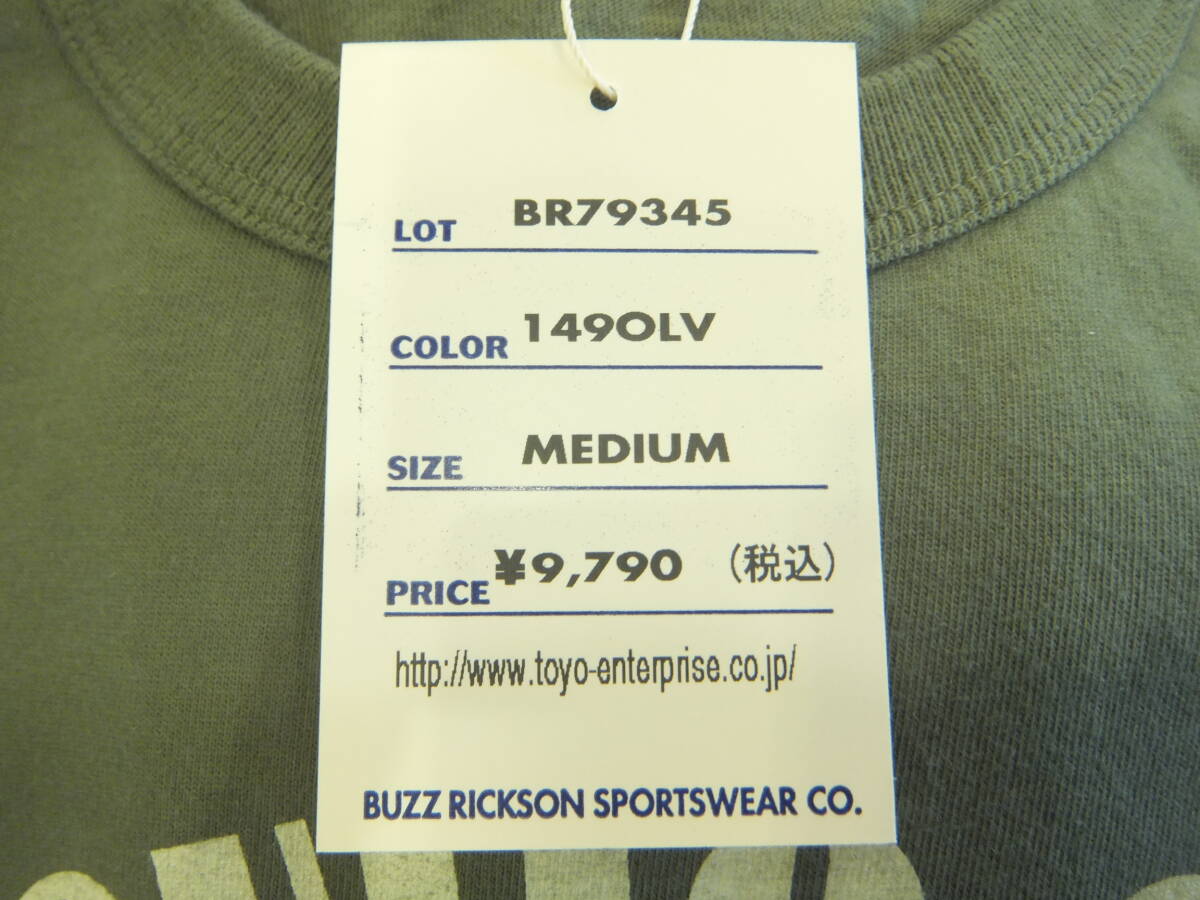 LOT BR79345
COLOR 149OLV
SIZE MEDIUM
PRICE ¥9,790 (税込)
http://www.toyo-enterprise.co.jp/
BUZZ RICKSON SPORTSWEAR CO.